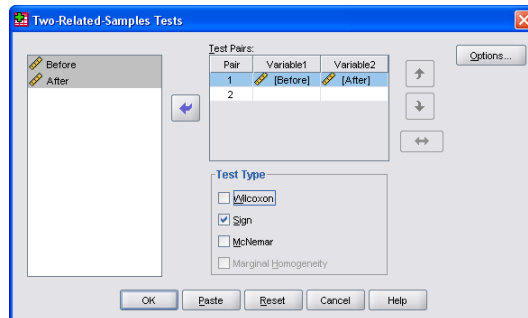 Two-Related-Samples Tests
Before
After
Test Pairs:
Pair Variable1 Variable2
1 [Before] [After]
2
Options...
Test Type
Wilcoxon
Sign
McNemar
Marginal Homogeneity
OK Paste Reset Cancel Help